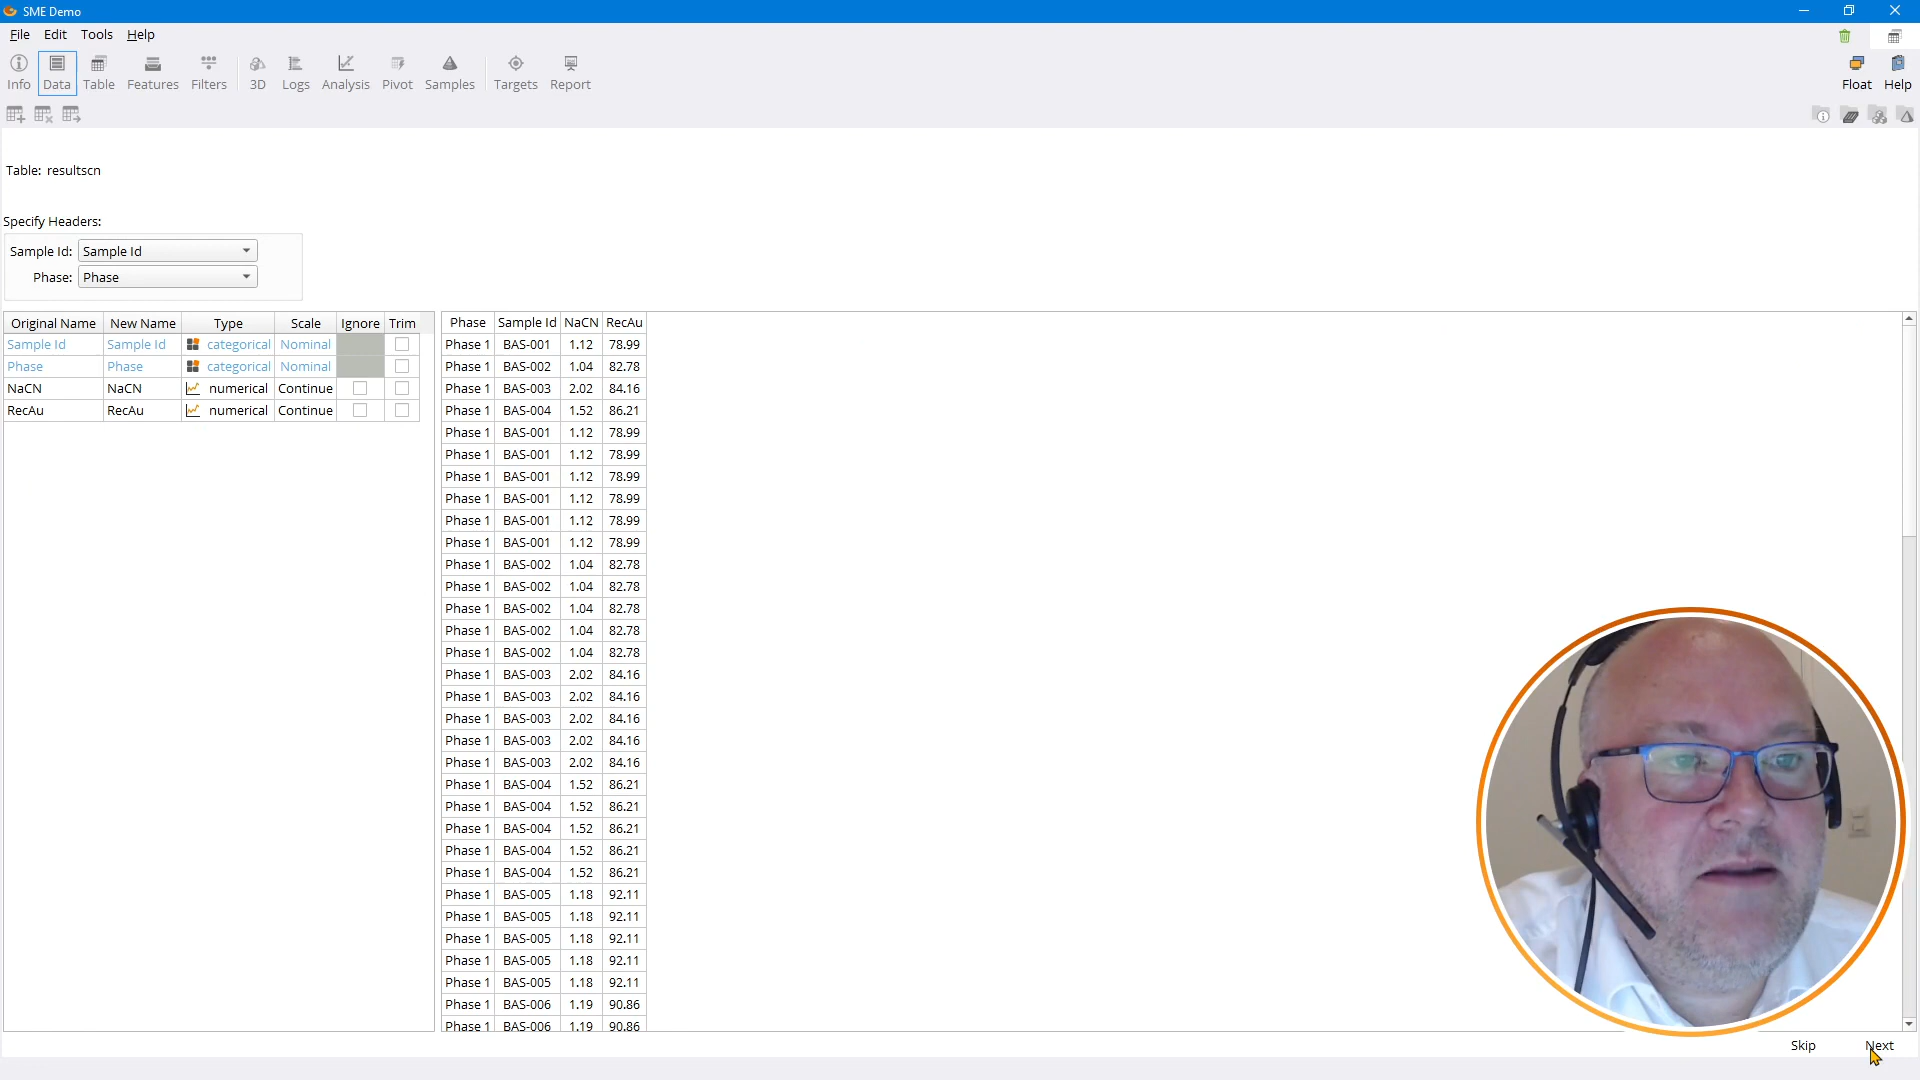 SME Demo
File Edit Tools Help
Info Data Table Features Filters 3D Logs Analysis Pivot Samples Targets Report Float Help
Table: resultscn
Specify Headers:
Sample Id: Sample Id
Phase: Phase
Original Name New Name Type Scale Ignore Trim
Sample Id Sample Id categorical Nominal
Phase Phase categorical Nominal
NaCN NaCN numerical Continue
RecAu RecAu numerical Continue
Phase Sample Id NaCN RecAu
Phase 1 BAS-001 1.12 78.99
Phase 1 BAS-002 1.04 82.78
Phase 1 BAS-003 2.02 84.16
Phase 1 BAS-004 1.52 86.21
Phase 1 BAS-001 1.12 78.99
Phase 1 BAS-001 1.12 78.99
Phase 1 BAS-001 1.12 78.99
Phase 1 BAS-001 1.12 78.99
Phase 1 BAS-001 1.12 78.99
Phase 1 BAS-001 1.12 78.99
Phase 1 BAS-002 1.04 82.78
Phase 1 BAS-002 1.04 82.78
Phase 1 BAS-002 1.04 82.78
Phase 1 BAS-002 1.04 82.78
Phase 1 BAS-002 1.04 82.78
Phase 1 BAS-003 2.02 84.16
Phase 1 BAS-003 2.02 84.16
Phase 1 BAS-003 2.02 84.16
Phase 1 BAS-003 2.02 84.16
Phase 1 BAS-003 2.02 84.16
Phase 1 BAS-004 1.52 86.21
Phase 1 BAS-004 1.52 86.21
Phase 1 BAS-004 1.52 86.21
Phase 1 BAS-004 1.52 86.21
Phase 1 BAS-004 1.52 86.21
Phase 1 BAS-005 1.18 92.11
Phase 1 BAS-005 1.18 92.11
Phase 1 BAS-005 1.18 92.11
Phase 1 BAS-005 1.18 92.11
Phase 1 BAS-005 1.18 92.11
Phase 1 BAS-006 1.19 90.86
Phase 1 BAS-006 1.19 90.86
Skip Next